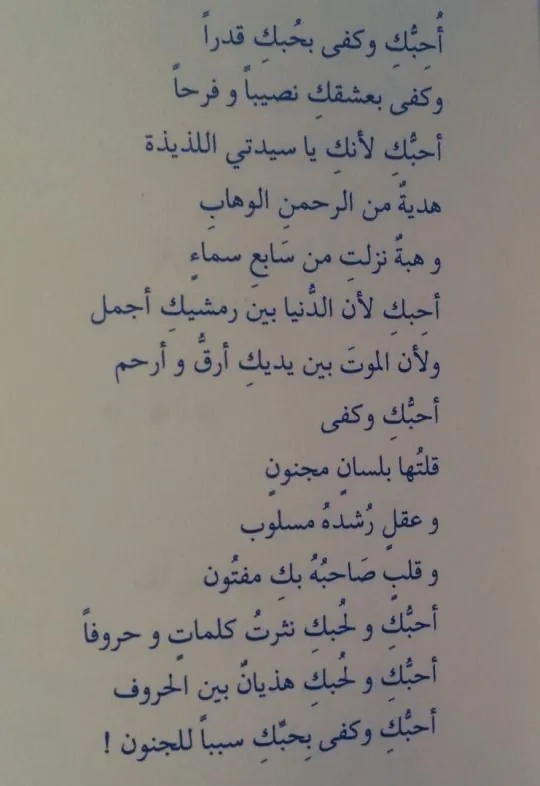 أُحِبُّكِ وكفى بحُبكِ قدراً
وكفى بعشقكِ نصيباً و فرحاً
أحبُّكِ لأنكِ يا سيدتي اللذيذة
هديةٌ من الرحمنِ الوهابِ
و هبةٌ نزلتِ من سَابعِ سماءٍ
أحِبكِ لأن الدُّنيا بين رمشيكِ أجمل
ولأن الموتَ بين يديكِ أرقُّ و أرحم
أحبُّكِ وكفى
قلتُها بلسانٍ مجنونٍ
و عقلٍ رُشدهُ مسلوب
و قلبٍ صَاحبُهُ بكِ مفتُون
أحبُّكِ و لحُبكِ نثرتُ كلماتٍ و حروفاً
أحبُّكِ و لحُبكِ هذيانٌ بين الحروف
أحبُّكِ وكفى بِحبِّكِ سبباً للجنون !